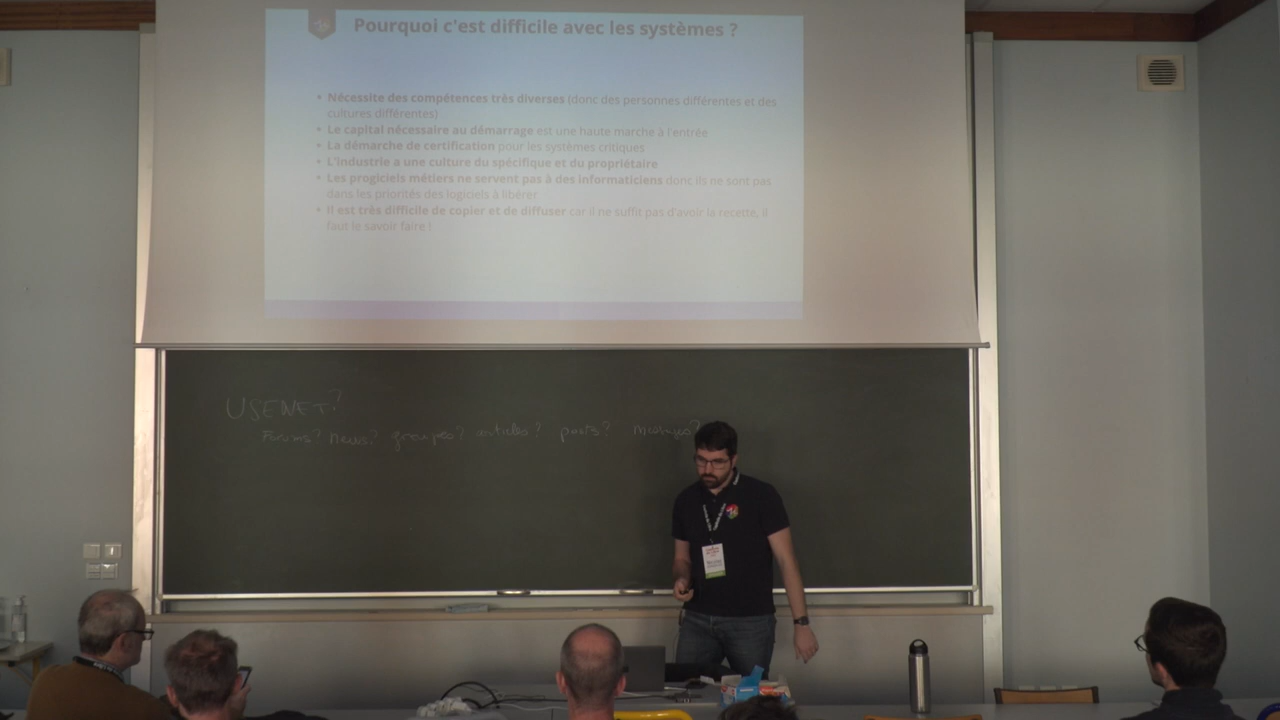 Pourquoi c'est difficile avec les systèmes ?
• Nécessite des compétences très diverses (donc des personnes différentes et des
cultures différentes)
• Le capital nécessaire au démarrage est une haute marche à l'entrée
• La démarche de certification pour les systèmes critiques
• L'industrie a une culture du spécifique et du propriétaire
• Les progiciels métiers ne servent pas à des informaticiens donc ils ne sont pas
dans les priorités des logiciels à libérer
• Il est très difficile de copier et de diffuser car il ne suffit pas d'avoir la recette, il
faut le savoir faire !
USENET?
news? groupes? articles? posts? messages?